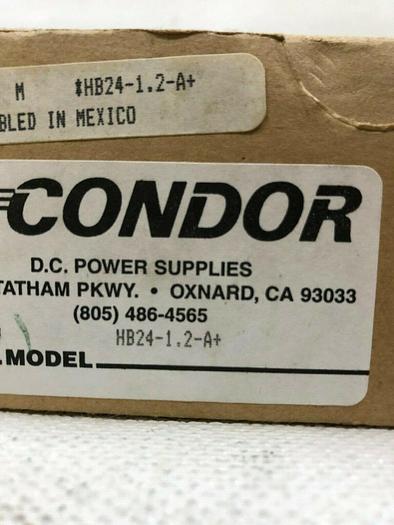 M *HB24-1.2-A+
BLED IN MEXICO
CONDOR
D.C. POWER SUPPLIES
TATHAM PKWY. • OXNARD, CA 93033
(805) 486-4565
HB24-1.2-A+
.MODEL